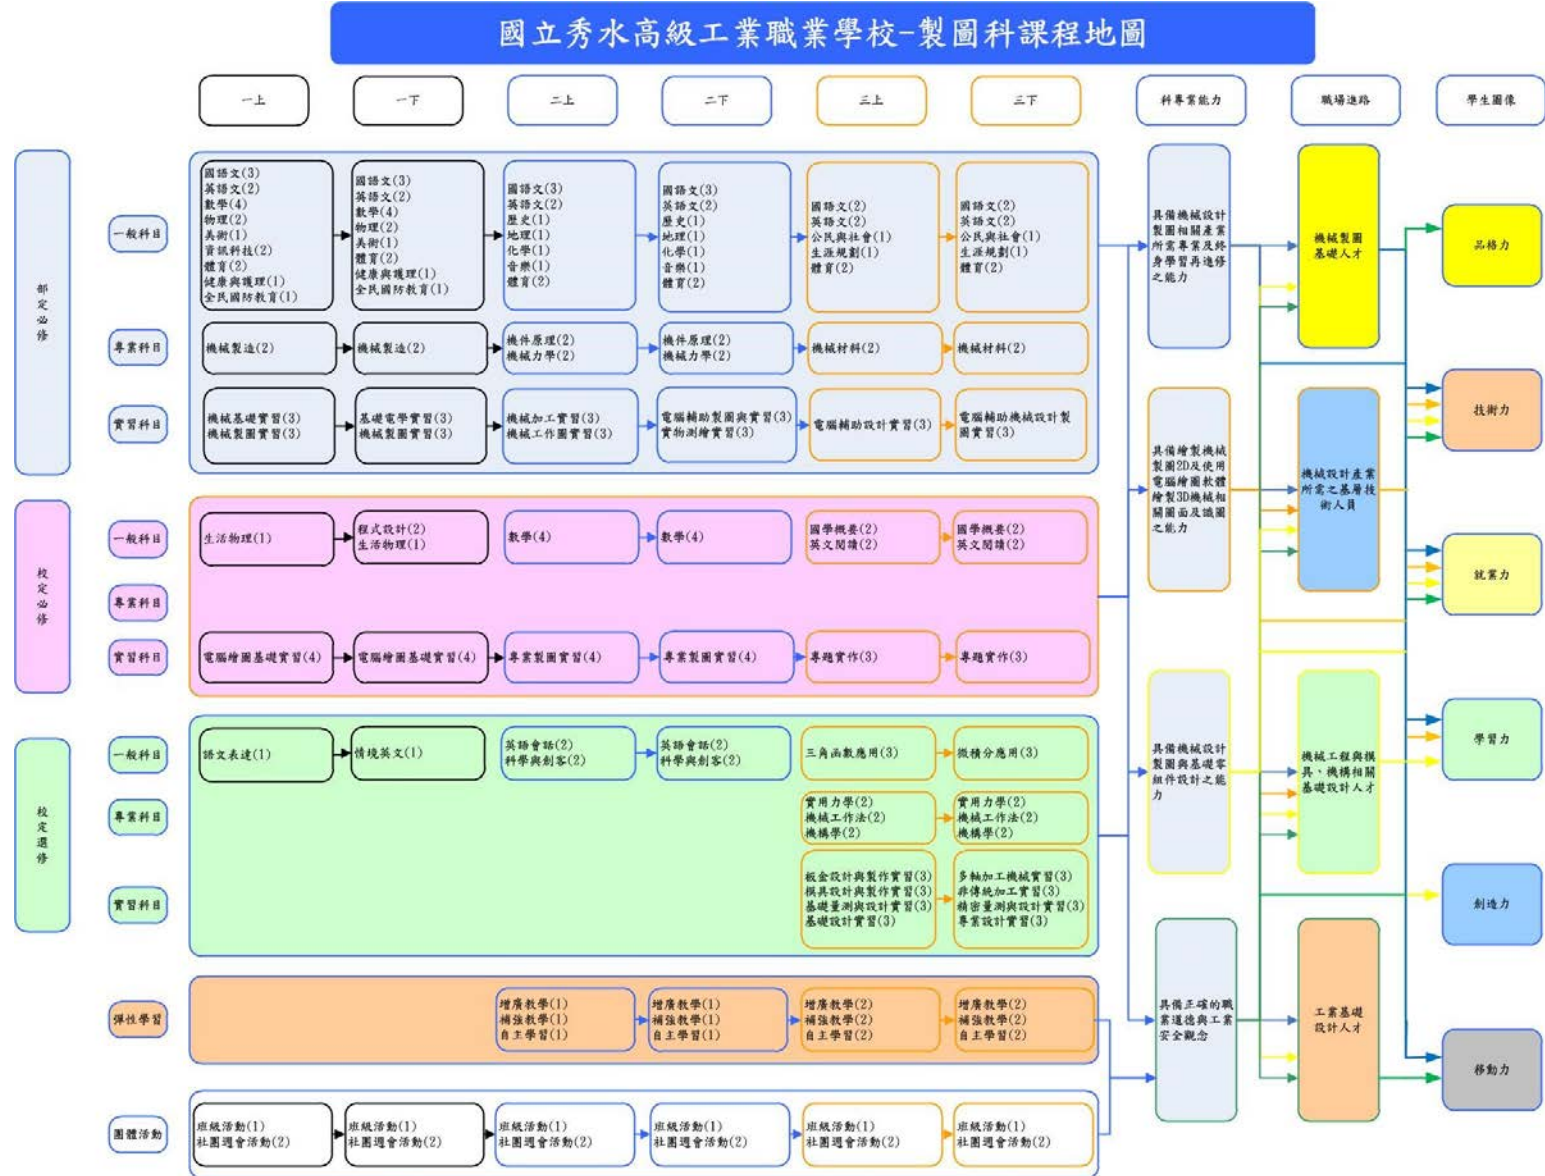 國立秀水高級工業職業學校-製圖科課程地圖
一上
一下
二上
二下
三上
三下
科專業能力
職場進路
學生圖像
部定必修
一般科目
國語文(3)
英語文(2)
數學(4)
物理(2)
美術(1)
資訊科技(2)
體育(2)
健康與護理(1)
全民國防教育(1)
國語文(3)
英語文(2)
數學(4)
物理(2)
美術(1)
體育(2)
健康與護理(1)
全民國防教育(1)
國語文(3)
英語文(2)
歷史(1)
地理(1)
化學(1)
音樂(1)
體育(2)
國語文(3)
英語文(2)
歷史(1)
地理(1)
化學(1)
音樂(1)
體育(2)
國語文(2)
英語文(2)
公民與社會(1)
生涯規劃(1)
體育(2)
國語文(2)
英語文(2)
公民與社會(1)
生涯規劃(1)
體育(2)
專業科目
機械製造(2)
機械製造(2)
機件原理(2)
機械力學(2)
機件原理(2)
機械力學(2)
機械材料(2)
機械材料(2)
實習科目
機械基礎實習(3)
機械製圖實習(3)
基礎電學實習(3)
機械製圖實習(3)
機械加工實習(3)
機械工作圖實習(3)
電腦輔助製圖與實習(3)
實物測繪實習(3)
電腦輔助設計實習(3)
電腦輔助機械設計製
圖實習(3)
校定必修
一般科目
生活物理(1)
程式設計(2)
生活物理(1)
數學(4)
數學(4)
國學概要(2)
英文閱讀(2)
國學概要(2)
英文閱讀(2)
專業科目
實習科目
電腦繪圖基礎實習(4)
電腦繪圖基礎實習(4)
專業製圖實習(4)
專業製圖實習(4)
專題實作(3)
專題實作(3)
校定選修
一般科目
語文表達(1)
情境英文(1)
英語會話(2)
科學與創客(2)
英語會話(2)
科學與創客(2)
三角函數應用(3)
微積分應用(3)
專業科目
實用力學(2)
機械工作法(2)
機構學(2)
實用力學(2)
機械工作法(2)
機構學(2)
實習科目
板金設計與製作實習(3)
模具設計與製作實習(3)
基礎量測與設計實習(3)
基礎設計實習(3)
多軸加工機械實習(3)
非傳統加工實習(3)
精密量測與設計實習(3)
專業設計實習(3)
彈性學習
增廣教學(1)
補強教學(1)
自主學習(1)
增廣教學(1)
補強教學(1)
自主學習(1)
增廣教學(2)
補強教學(2)
自主學習(2)
增廣教學(2)
補強教學(2)
自主學習(2)
團體活動
班級活動(1)
社團週會活動(2)
班級活動(1)
社團週會活動(2)
班級活動(1)
社團週會活動(2)
班級活動(1)
社團週會活動(2)
班級活動(1)
社團週會活動(2)
班級活動(1)
社團週會活動(2)
具備機械設計
製圖相關產業
所需專業及終
身學習再進修
之能力
具備繪製機械
製圖2D及使用
電腦繪圖軟體
繪製3D機械相
關圖面及識圖
之能力
具備機械設計
製圖與基礎零
組件設計之能
力
具備正確的職
業道德與工業
安全觀念
機械製圖
基礎人才
機械設計產業
所需之基層技
術人員
機械工程與模
具、機構相關
基礎設計人才
工業基礎
設計人才
品格力
技術力
就業力
學習力
創造力
移動力